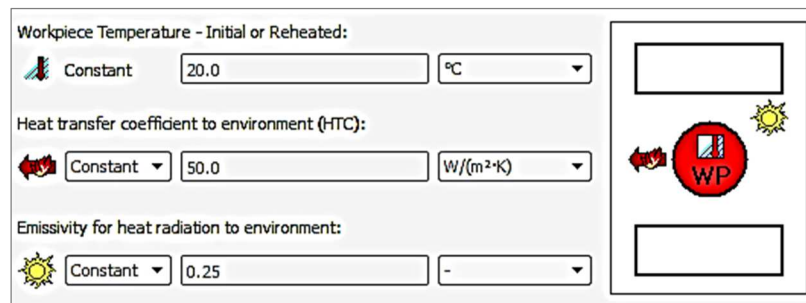 Workpiece Temperature - Initial or Reheated:
Constant 20.0 ºC
Heat transfer coefficient to environment (HTC):
Constant 50.0 W/(m²·K)
Emissivity for heat radiation to environment:
Constant 0.25 -
WP